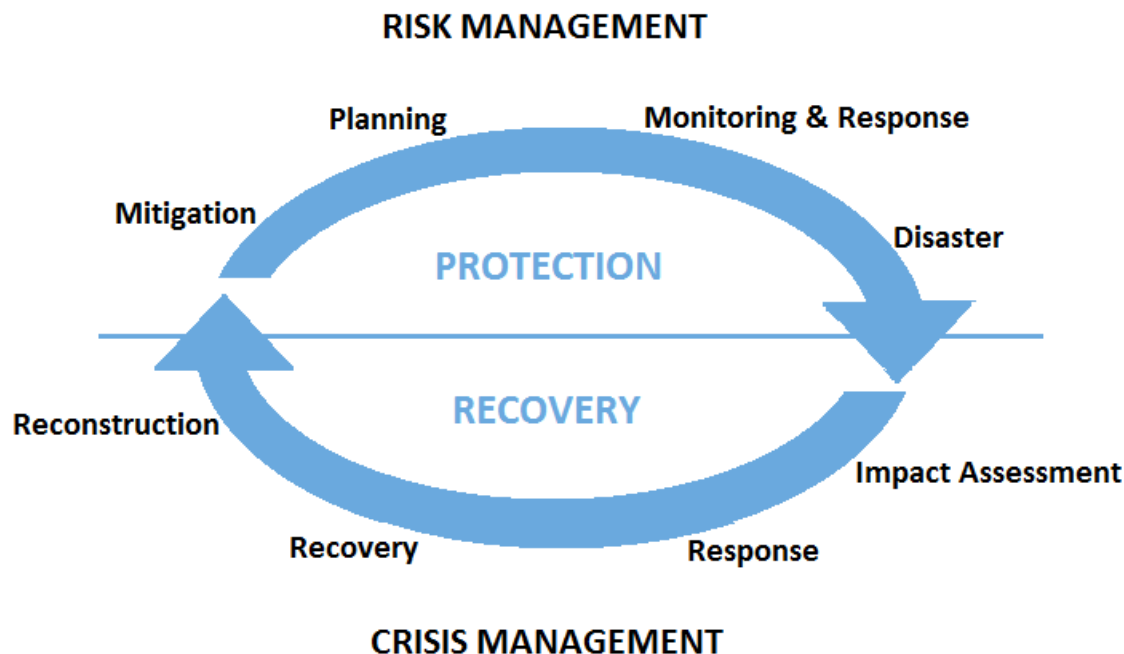 RISK MANAGEMENT
Planning
Monitoring & Response
Mitigation
Disaster
PROTECTION
RECOVERY
Reconstruction
Impact Assessment
Recovery
Response
CRISIS MANAGEMENT